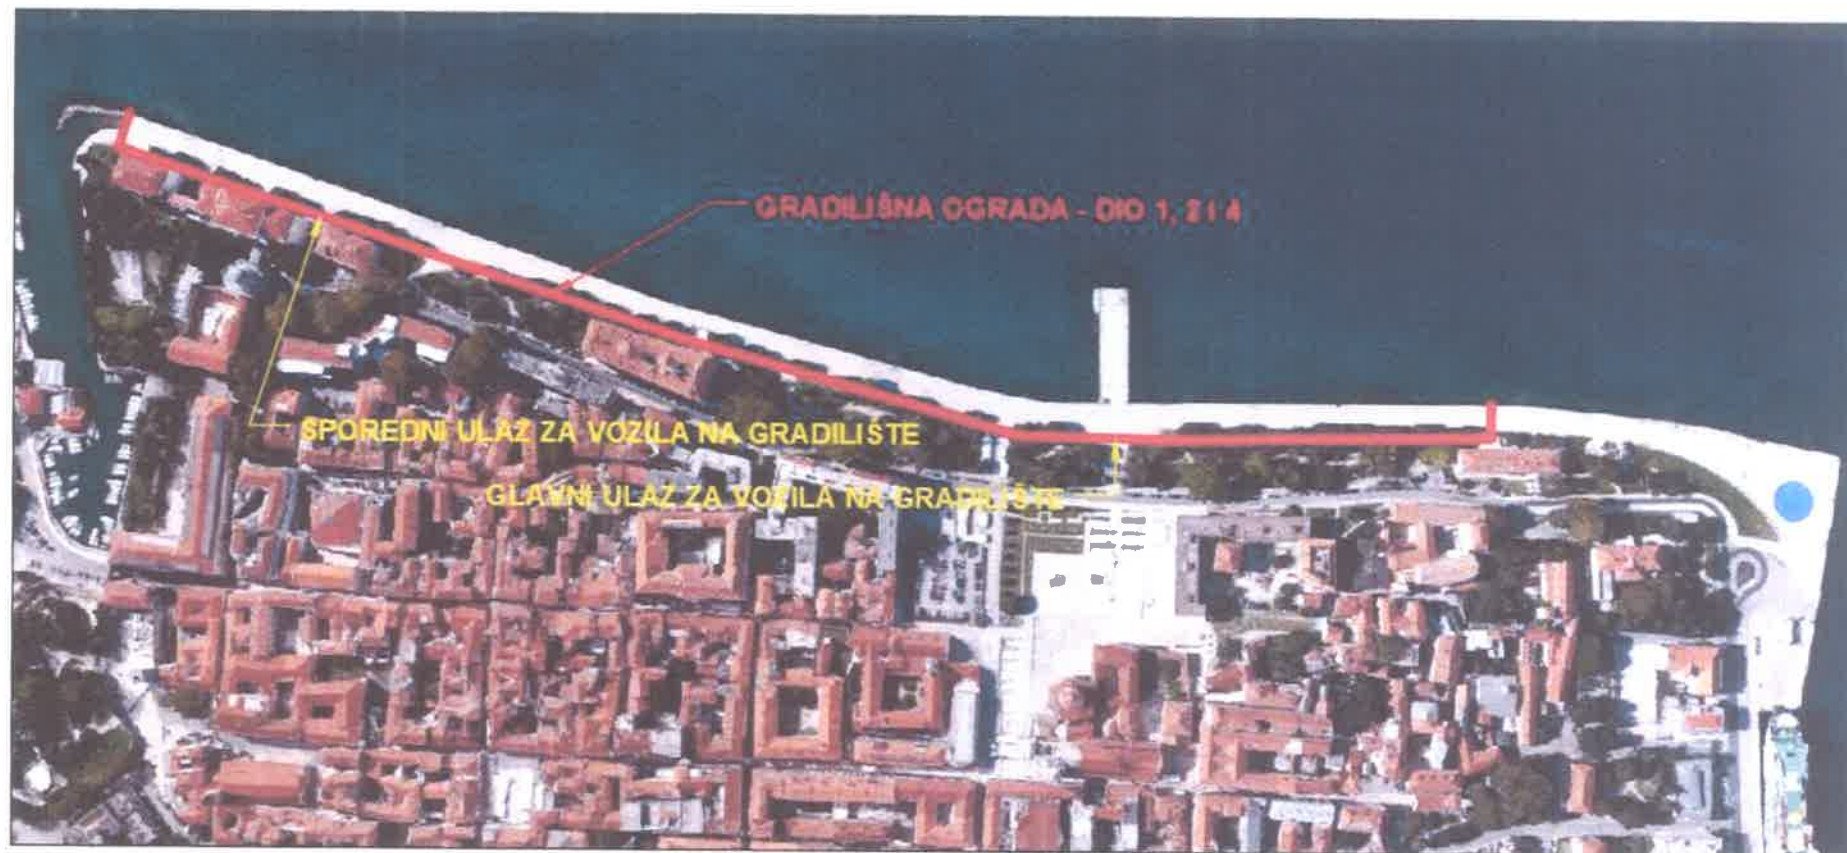 GRADILIŠNA OGRADA - DIO 1, 2 I 4
SPOREDNI ULAZ ZA VOZILA NA GRADILIŠTE
GLAVNI ULAZ ZA VOZILA NA GRADILIŠTE